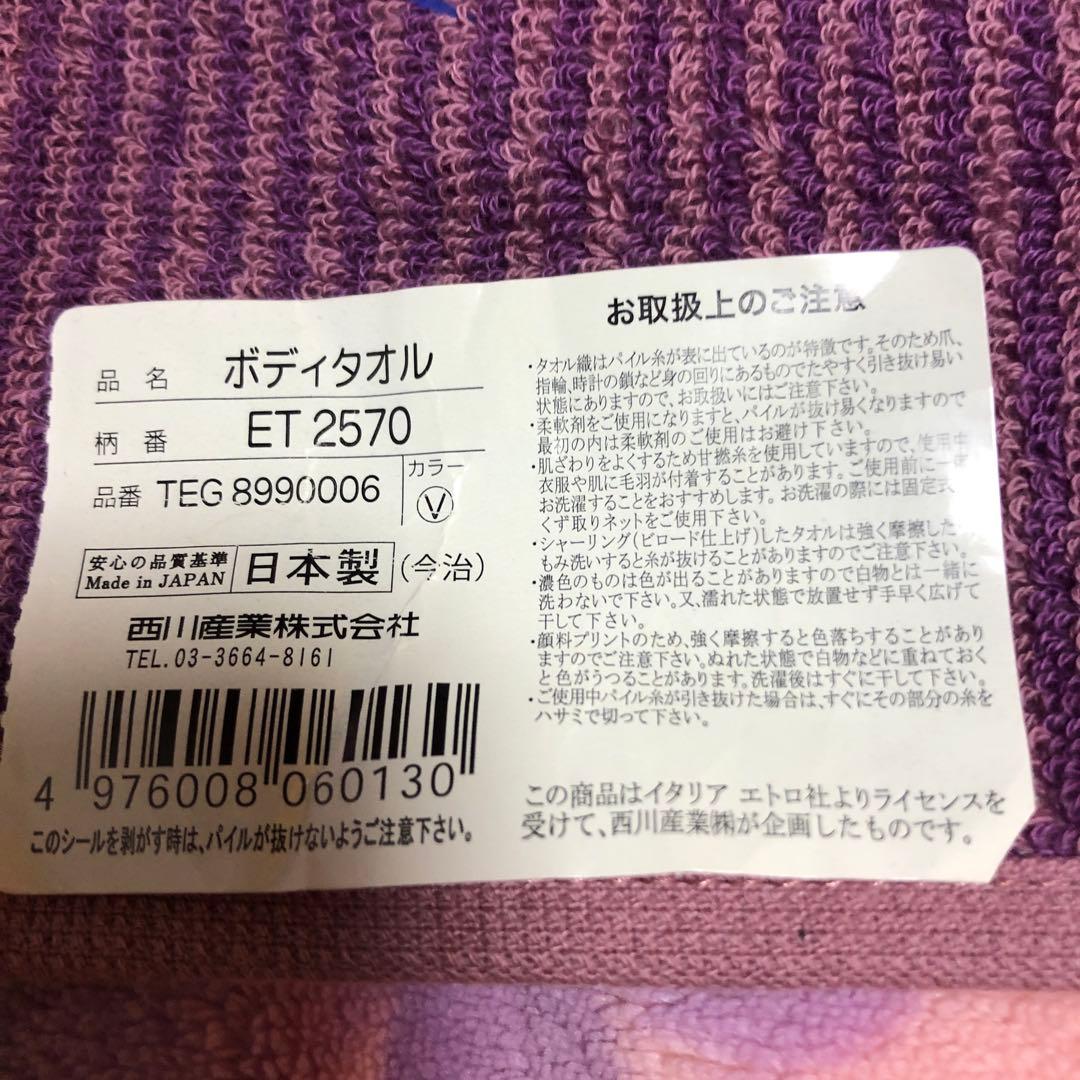 品名 ボディタオル
柄番 ET 2570
品番 TEG 8990006 カラー V
安心の品質基準
Made in JAPAN
日本製 (今治)
西川産業株式会社
TEL. 03-3664-8161
4 976008 060130
このシールを剥がす時は、パイルが抜けないようご注意下さい。
お取扱上のご注意
・タオル織はパイル糸が表に出ているのが特徴です。そのため爪、
指輪、時計の鎖など身の回りにあるものでたやすく引き抜け易い
状態にありますので、お取扱いにはご注意下さい。
・柔軟剤をご使用になりますと、パイルが抜け易くなりますので
最初の内は柔軟剤のご使用はお避け下さい。
・肌ざわりをよくするため甘撚糸を使用していますので、使用中
衣服や肌に毛羽が付着することがあります。ご使用前に一
お洗濯することをおすすめします。お洗濯の際には固定式
くず取りネットをご使用下さい。
・シャーリング(ビロード仕上げ)したタオルは強く摩擦した
もみ洗いすると糸が抜けることがありますのでご注意下さい。
・濃色のものは色が出ることがありますので白物とは一緒に
洗わないで下さい。又、濡れた状態で放置せず手早く広げて
干して下さい。
・顔料プリントのため、強く摩擦すると色落ちすることがあり
ますのでご注意下さい。ぬれた状態で白物などに重ねておく
と色がうつることがあります。洗濯後はすぐに干して下さい。
・ご使用中パイル糸が引き抜けた場合は、すぐにその部分の糸を
ハサミで切って下さい。
この商品はイタリア エトロ社よりライセンスを
受けて、西川産業㈱が企画したものです。